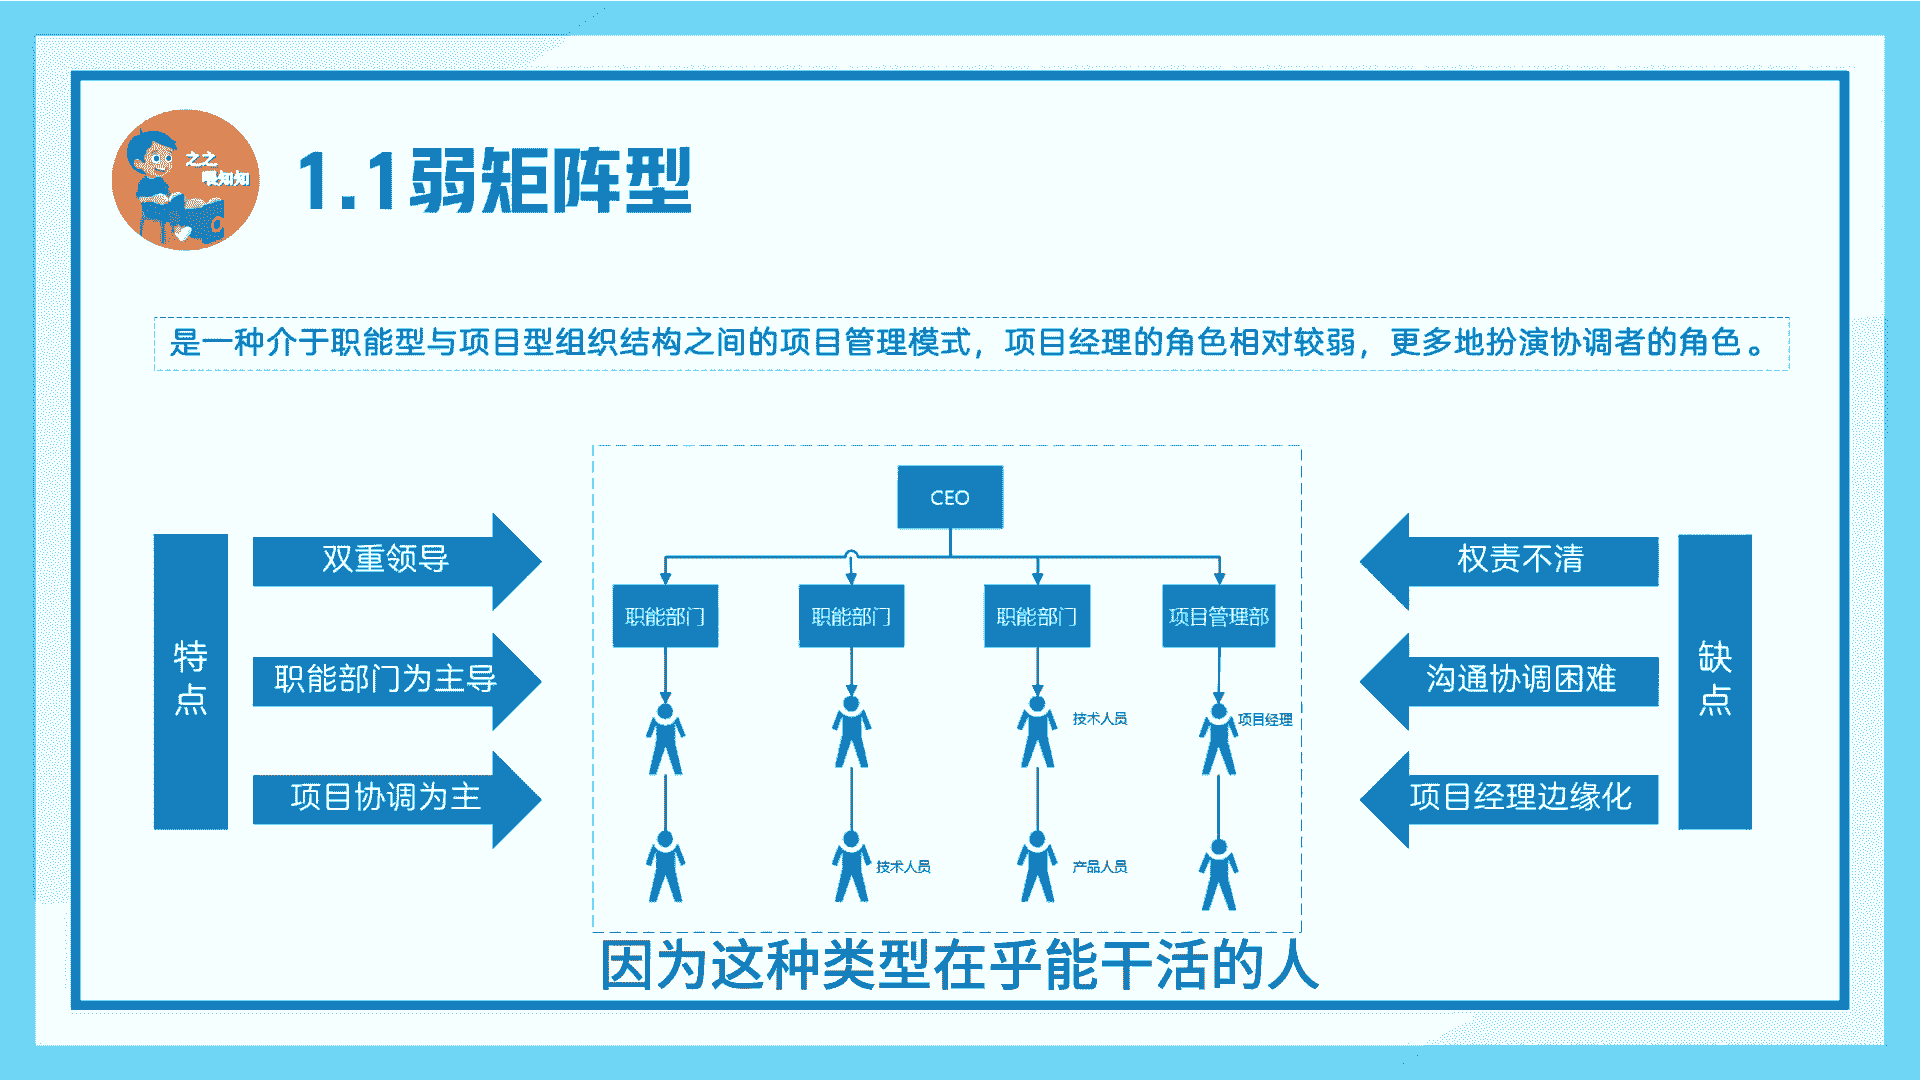 之之
喂知知
1.1弱矩阵型
是一种介于职能型与项目型组织结构之间的项目管理模式，项目经理的角色相对较弱，更多地扮演协调者的角色。
特点
双重领导
职能部门为主导
项目协调为主
CEO
职能部门
职能部门
职能部门
项目管理部
技术人员
项目经理
技术人员
产品人员
权责不清
沟通协调困难
项目经理边缘化
缺点
因为这种类型在乎能干活的人